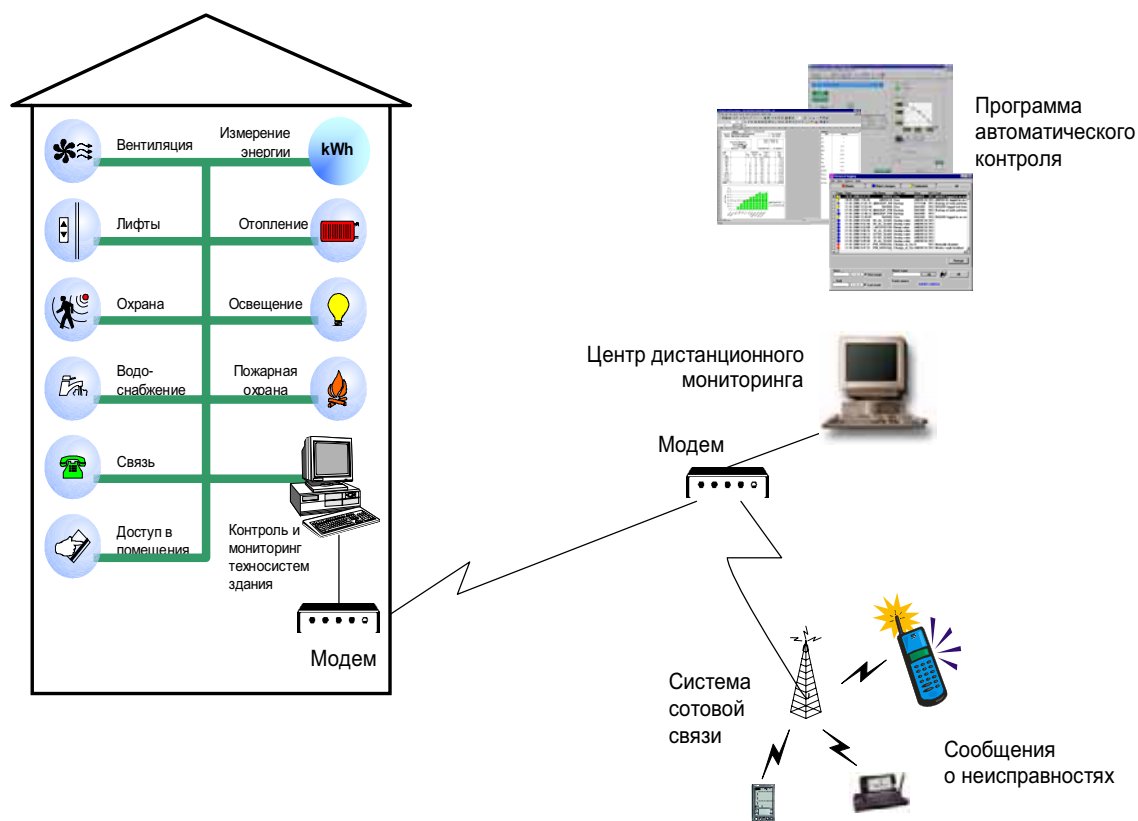 Вентиляция
Измерение
энергии
kWh
Лифты
Отопление
Охрана
Освещение
Водо-
снабжение
Пожарная
охрана
Связь
Доступ в
помещения
Контроль и
мониторинг
техносистем
здания
Модем
Программа
автоматического
контроля
Центр дистанционного
мониторинга
Модем
Система
сотовой
связи
Сообщения
о неисправностях